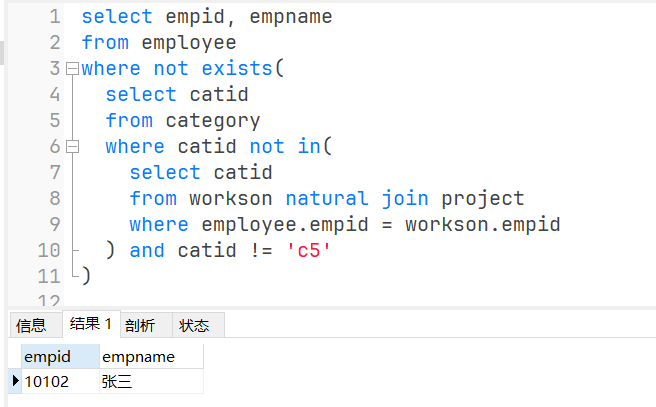 1 select empid, empname
2 from employee
3 where not exists(
4 select catid
5 from category
6 where catid not in(
7 select catid
8 from workson natural join project
9 where employee.empid = workson.empid
10 ) and catid != 'c5'
11 )
12
信息 结果 1 剖析 状态
empid empname
10102 张三